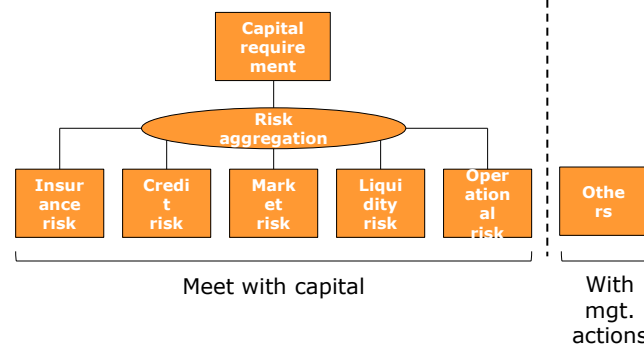 Capital
require
ment
Risk
aggregation
Insur
ance
risk
Credi
t
risk
Mark
et
risk
Liqui
dity
risk
Oper
ation
al
risk
Othe
rs
Meet with capital
With
mgt.
actions